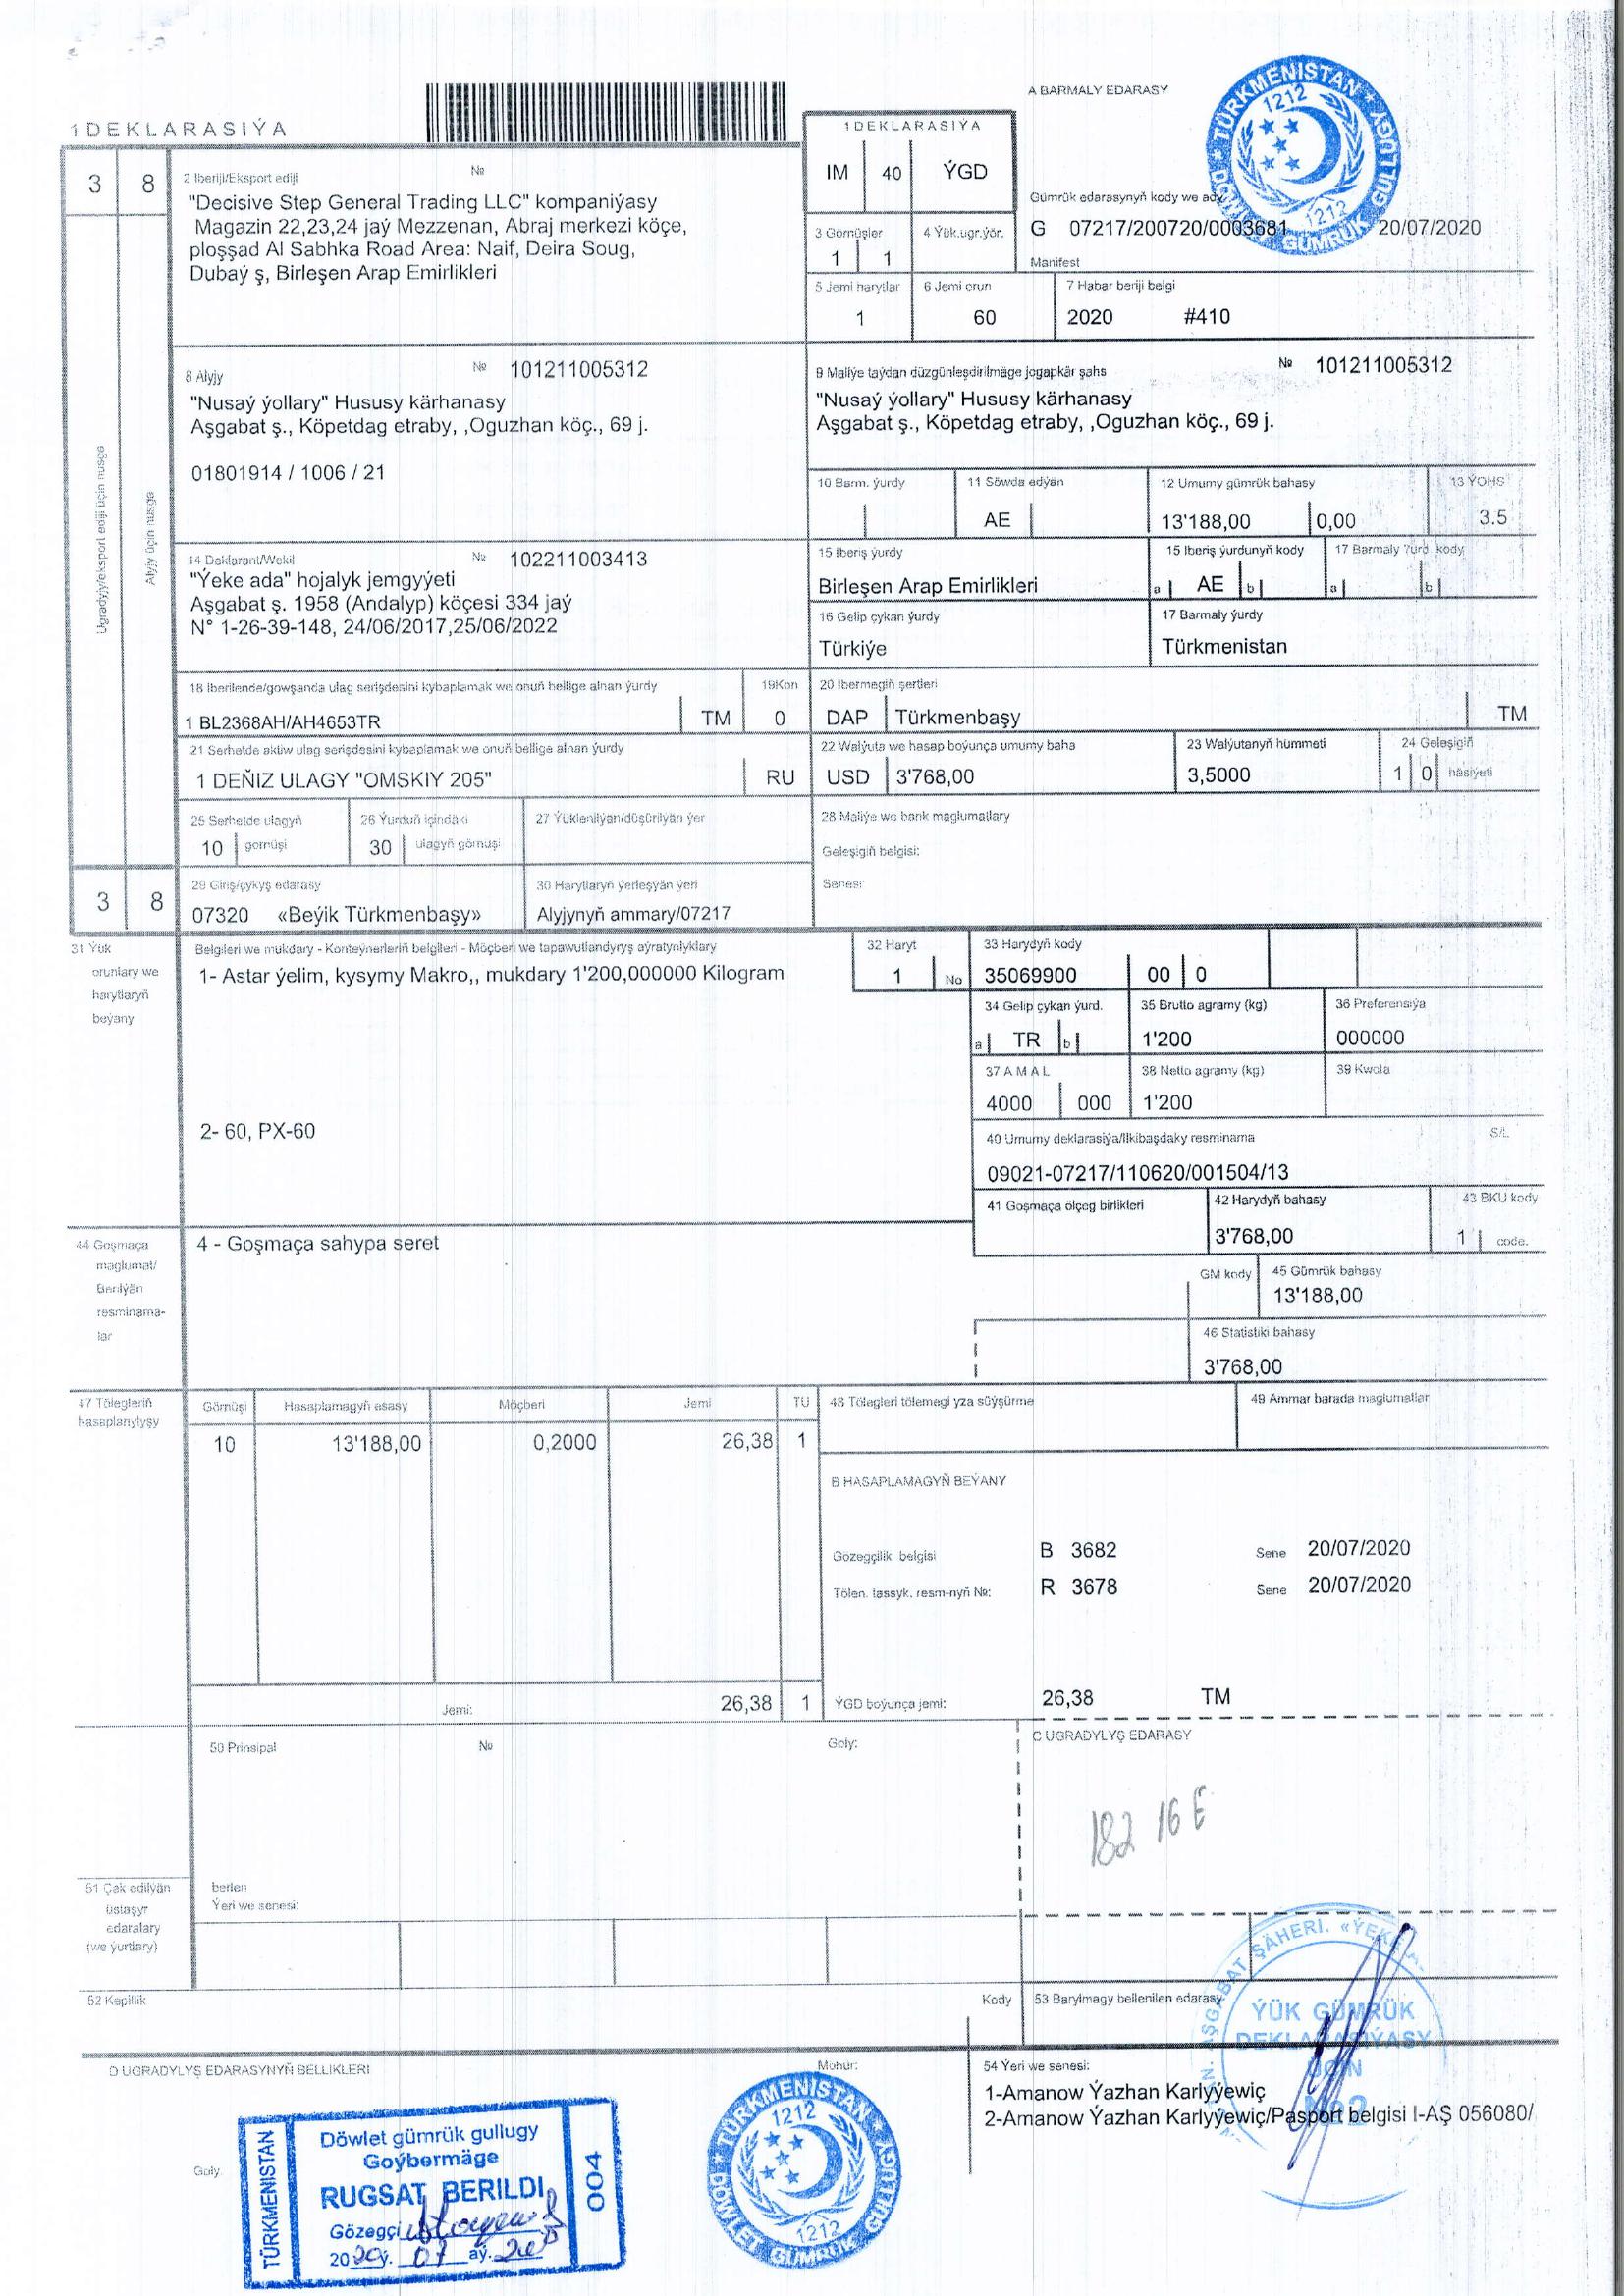 1 DEKLARASIÝA
A BARMALY EDARASY
1 DEKLARASIÝA
IM 40 ÝGD
TÜRKMENISTAN
DÖWLET GÜMRÜK GULLUGY
1212
1212
3 8
2 Iberiji/Eksport ediji №
"Decisive Step General Trading LLC" kompaniýasy
Magazin 22,23,24 jaý Mezzenan, Abraj merkezi köçe,
ploşşad Al Sabhka Road Area: Naif, Deira Soug,
Dubaý ş, Birleşen Arap Emirlikleri
Gümrük edarasynyň kody we ady
G 07217/200720/0003681 20/07/2020
Manifest
3 Görnüşler 4 Ýük.ugr.ýör.
1 1
5 Jemi harytlar 6 Jemi orun 7 Habar beriji belgi
1 60 2020 #410
Ugradyjy/eksport ediji üçin nusga
Alyjy üçin nusga
8 Alyjy № 101211005312
"Nusaý ýollary" Hususy kärhanasy
Aşgabat ş., Köpetdag etraby, ,Oguzhan köç., 69 j.
01801914 / 1006 / 21
9 Maliýe taýdan düzgünleşdirilmäge jogapkär şahs № 101211005312
"Nusaý ýollary" Hususy kärhanasy
Aşgabat ş., Köpetdag etraby, ,Oguzhan köç., 69 j.
10 Barm. ýurdy 11 Söwda edýän 12 Umumy gümrük bahasy 13 ÝOHS
AE 13'188,00 0,00 3.5
14 Deklarant/Wekil № 102211003413
"Ýeke ada" hojalyk jemgyýeti
Aşgabat ş. 1958 (Andalyp) köçesi 334 jaý
N° 1-26-39-148, 24/06/2017,25/06/2022
15 Iberiş ýurdy 15 Iberiş ýurdunyň kody 17 Barmaly ýurd kody
Birleşen Arap Emirlikleri a AE b a b
16 Gelip çykan ýurdy 17 Barmaly ýurdy
Türkiýe Türkmenistan
18 Iberilende/gowşanda ulag serişdesini kybaplamak we onuň bellige alnan ýurdy 19Kon
1 BL2368AH/AH4653TR TM 0
20 Ibermegiň şertleri
DAP Türkmenbaşy TM
21 Serhetde aktiw ulag serişdesini kybaplamak we onuň bellige alnan ýurdy
1 DEŇIZ ULAGY "OMSKIY 205" RU
22 Walýuta we hasap boýunça umumy baha 23 Walýutanyň hümmeti 24 Geleşigiň
USD 3'768,00 3,5000 1 0 häsiýeti
25 Serhetde ulagyň 26 Ýurduň içindäki 27 Ýüklenilýän/düşürilýän ýer
10 görnüşi 30 ulagyň görnüşi
28 Maliýe we bank maglumatlary
Geleşigiň belgisi:
Senesi
3 8
29 Giriş/çykyş edarasy 30 Harytlaryň ýerleşýän ýeri
07320 «Beýik Türkmenbaşy» Alyjynyň ammary/07217
31 Ýük
orunlary we
harytlaryň
beýany
Belgileri we mukdary - Konteýnerleriň belgileri - Möçberi we tapawutlandyryş aýratynlyklary
1- Astar ýelim, kysymy Makro,, mukdary 1'200,000000 Kilogram
2- 60, PX-60
32 Haryt 33 Harydyň kody
1 No 35069900 00 0
34 Gelip çykan ýurd. 35 Brutto agramy (kg) 36 Preferensiýa
a TR b 1'200 000000
37 A M A L 38 Netto agramy (kg) 39 Kwota
4000 000 1'200
40 Umumy deklarasiýa/Ilkibaşdaky resminama S/L
09021-07217/110620/001504/13
41 Goşmaça ölçeg birlikleri 42 Harydyň bahasy 43 BKU kody
3'768,00 1 code.
44 Goşmaça
maglumat/
Berilýän
resminama-
lar
4 - Goşmaça sahypa seret
GM kody 45 Gümrük bahasy
13'188,00
46 Statistiki bahasy
3'768,00
47 Tölegleriň
hasaplanylyşy
Görnüşi Hasaplamagyň esasy Möçberi Jemi TU
10 13'188,00 0,2000 26,38 1
48 Tölegleri tölemegi yza süýşürme 49 Ammar barada maglumatlar
B HASAPLAMAGYŇ BEÝANY
Gözegçilik belgisi B 3682 Sene 20/07/2020
Tölen. tassyk. resm-nyň №: R 3678 Sene 20/07/2020
Jemi: 26,38 1
ÝGD boýunça jemi: 26,38 TM
50 Prinsipal № Goly:
C UGRADYLYŞ EDARASY
182 16 E
51 Çak edilýän
üstaşyr
edaralary
(we ýurtlary)
berlen
Ýeri we senesi:
52 Kepillik Kody
53 Barylmagy bellenilen edarasy
AŞGABAT ŞÄHERI. «ÝEKE
ÝÜK GÜMRÜK
DEKLARASIÝASY
ÜÇIN
№2
D UGRADYLYŞ EDARASYNYŇ BELLIKLERI Möhür:
54 Ýeri we senesi:
1-Amanow Ýazhan Karlyýewiç
2-Amanow Ýazhan Karlyýewiç/Pasport belgisi I-AŞ 056080/
Goly
TÜRKMENISTAN
Döwlet gümrük gullugy
Goýbermäge
RUGSAT BERILDI
Gözegçi
2020ý. 07 aý. 20
004
TÜRKMENISTAN
DÖWLET GÜMRÜK GULLUGY
1212
1212